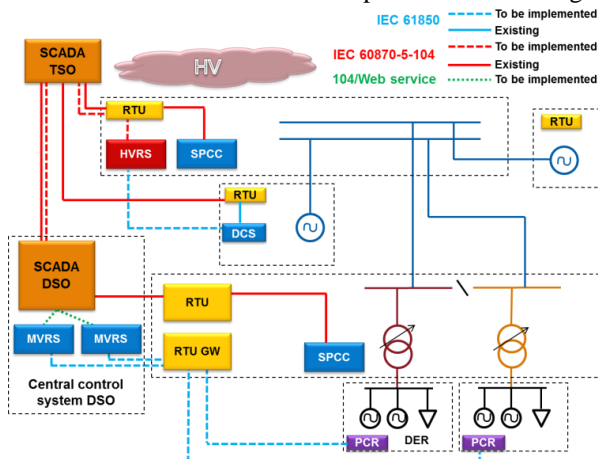 IEC 61850
To be implemented
Existing
IEC 60870-5-104
To be implemented
Existing
104/Web service
To be implemented
SCADA
TSO
HV
RTU
HVRS
SPCC
RTU
RTU
DCS
SCADA
DSO
RTU
MVRS
MVRS
RTU GW
SPCC
Central control
system DSO
PCR
DER
PCR